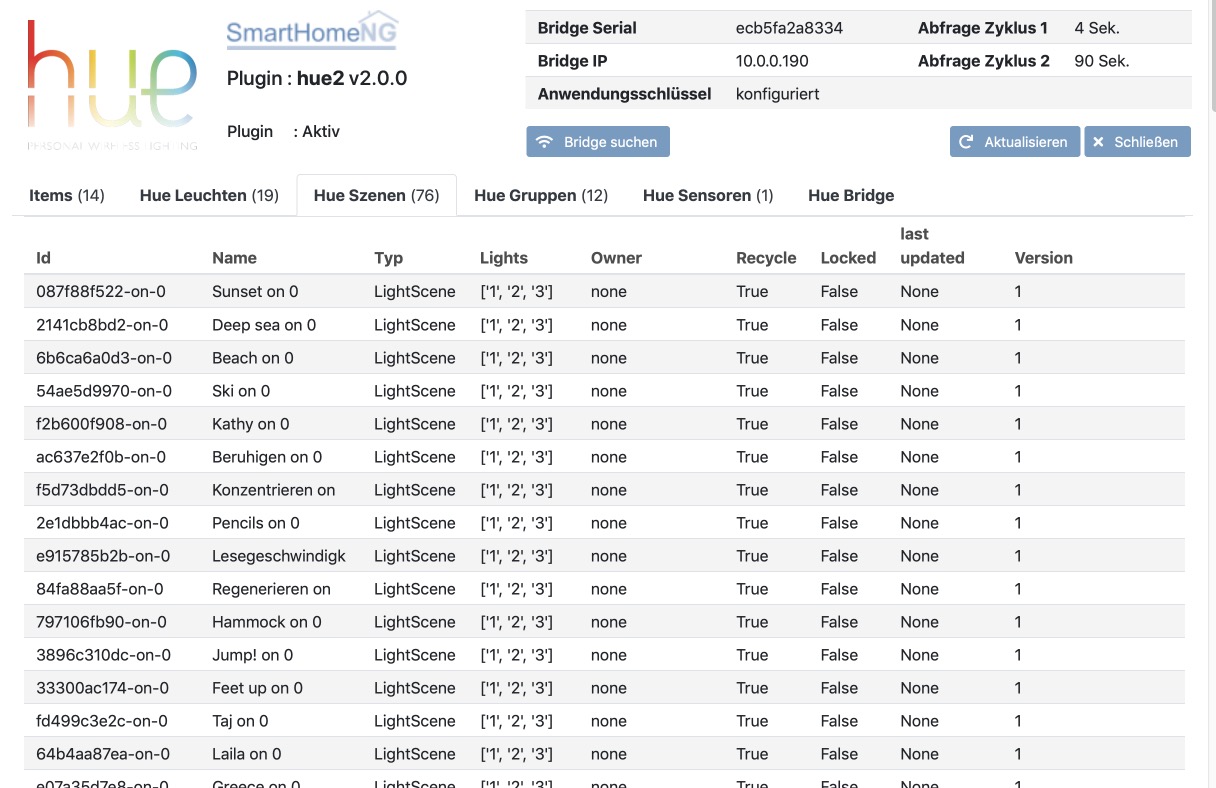 hue
PERSONAL WIRELESS LIGHTING
SmartHomeNG
Plugin : hue2 v2.0.0
Plugin : Aktiv
Bridge Serial ecb5fa2a8334 Abfrage Zyklus 1 4 Sek.
Bridge IP 10.0.0.190 Abfrage Zyklus 2 90 Sek.
Anwendungsschlüssel konfiguriert
Bridge suchen Aktualisieren Schließen
Items (14) Hue Leuchten (19) Hue Szenen (76) Hue Gruppen (12) Hue Sensoren (1) Hue Bridge
Id Name Typ Lights Owner Recycle Locked last updated Version
087f88f522-on-0 Sunset on 0 LightScene ['1', '2', '3'] none True False None 1
2141cb8bd2-on-0 Deep sea on 0 LightScene ['1', '2', '3'] none True False None 1
6b6ca6a0d3-on-0 Beach on 0 LightScene ['1', '2', '3'] none True False None 1
54ae5d9970-on-0 Ski on 0 LightScene ['1', '2', '3'] none True False None 1
f2b600f908-on-0 Kathy on 0 LightScene ['1', '2', '3'] none True False None 1
ac637e2f0b-on-0 Beruhigen on 0 LightScene ['1', '2', '3'] none True False None 1
f5d73dbdd5-on-0 Konzentrieren on LightScene ['1', '2', '3'] none True False None 1
2e1dbbb4ac-on-0 Pencils on 0 LightScene ['1', '2', '3'] none True False None 1
e915785b2b-on-0 Lesegeschwindigk LightScene ['1', '2', '3'] none True False None 1
84fa88aa5f-on-0 Regenerieren on LightScene ['1', '2', '3'] none True False None 1
797106fb90-on-0 Hammock on 0 LightScene ['1', '2', '3'] none True False None 1
3896c310dc-on-0 Jump! on 0 LightScene ['1', '2', '3'] none True False None 1
33300ac174-on-0 Feet up on 0 LightScene ['1', '2', '3'] none True False None 1
fd499c3e2c-on-0 Taj on 0 LightScene ['1', '2', '3'] none True False None 1
64b4aa87ea-on-0 Laila on 0 LightScene ['1', '2', '3'] none True False None 1
e07a35d7e8-on-0 Greece on 0 LightScene ['1', '2', '3'] none True False None 1